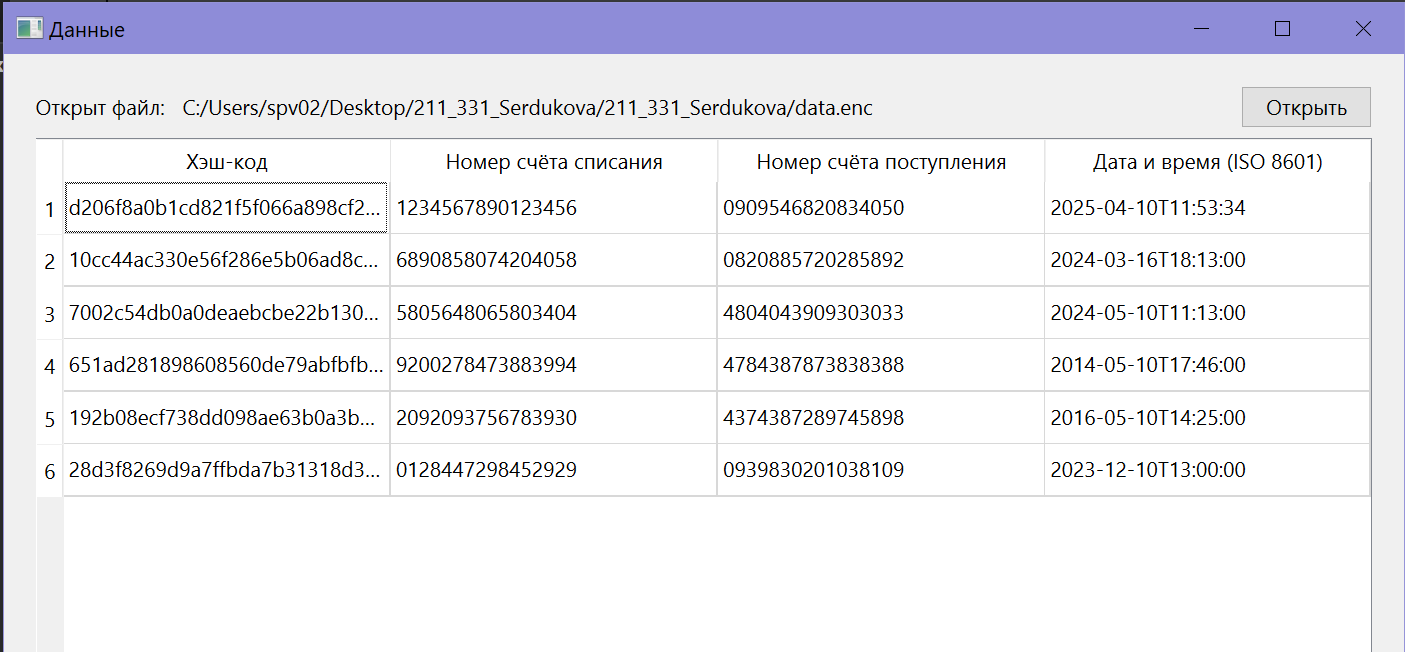 Данные
Открыт файл: C:/Users/spv02/Desktop/211_331_Serdukova/211_331_Serdukova/data.enc Открыть
Хэш-код Номер счёта списания Номер счёта поступления Дата и время (ISO 8601)
1 d206f8a0b1cd821f5f066a898cf2... 1234567890123456 0909546820834050 2025-04-10T11:53:34
2 10cc44ac330e56f286e5b06ad8c... 6890858074204058 0820885720285892 2024-03-16T18:13:00
3 7002c54db0a0deaebcbe22b130... 5805648065803404 4804043909303033 2024-05-10T11:13:00
4 651ad281898608560de79abfbfb... 9200278473883994 4784387873838388 2014-05-10T17:46:00
5 192b08ecf738dd098ae63b0a3b... 2092093756783930 4374387289745898 2016-05-10T14:25:00
6 28d3f8269d9a7ffbda7b31318d3... 0128447298452929 0939830201038109 2023-12-10T13:00:00